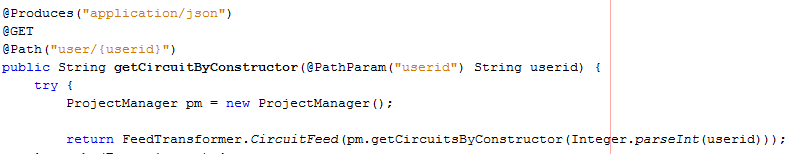 @Produces("application/json")
@GET
@Path("user/{userid}")
public String getCircuitByConstructor(@PathParam("userid") String userid) {
try {
ProjectManager pm = new ProjectManager();
return FeedTransformer.CircuitFeed(pm.getCircuitsByConstructor(Integer.parseInt(userid)));